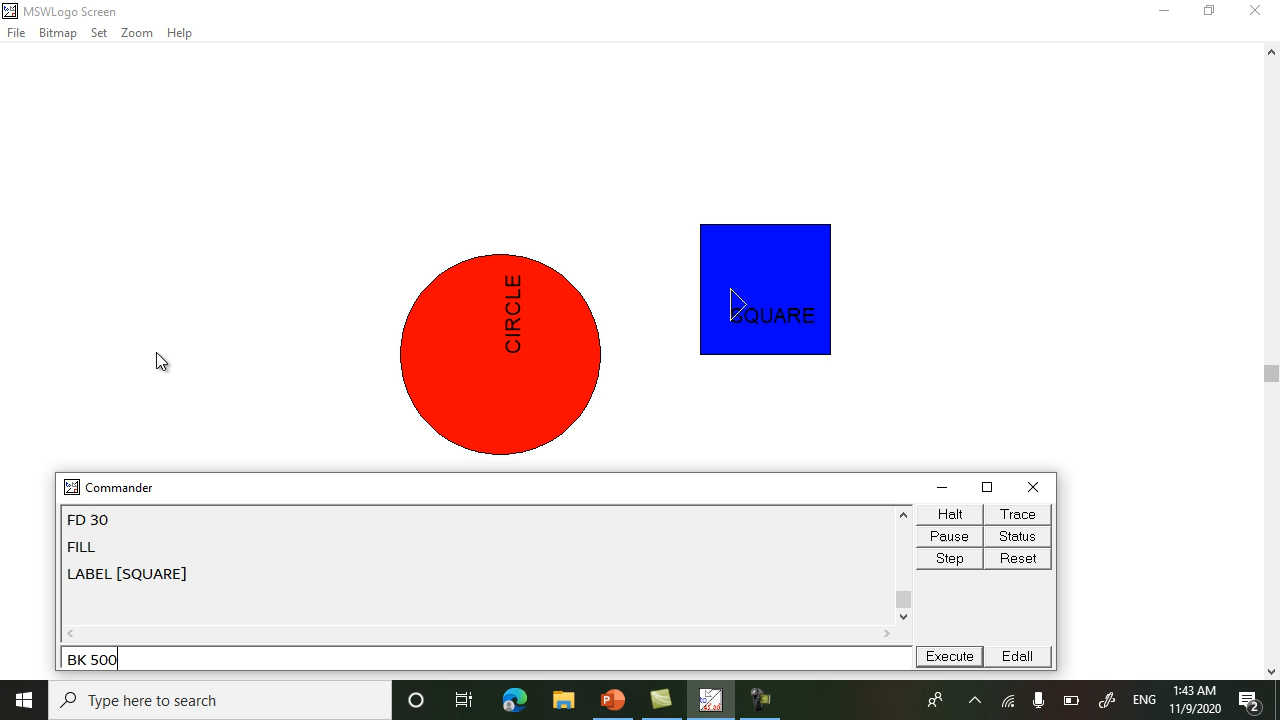 MSWLogo Screen
File Bitmap Set Zoom Help
CIRCLE
SQUARE
Commander
FD 30
FILL
LABEL [SQUARE]
BK 500
Halt Trace
Pause Status
Step Reset
Execute Edall
Type here to search
ENG
1:43 AM
11/9/2020
2